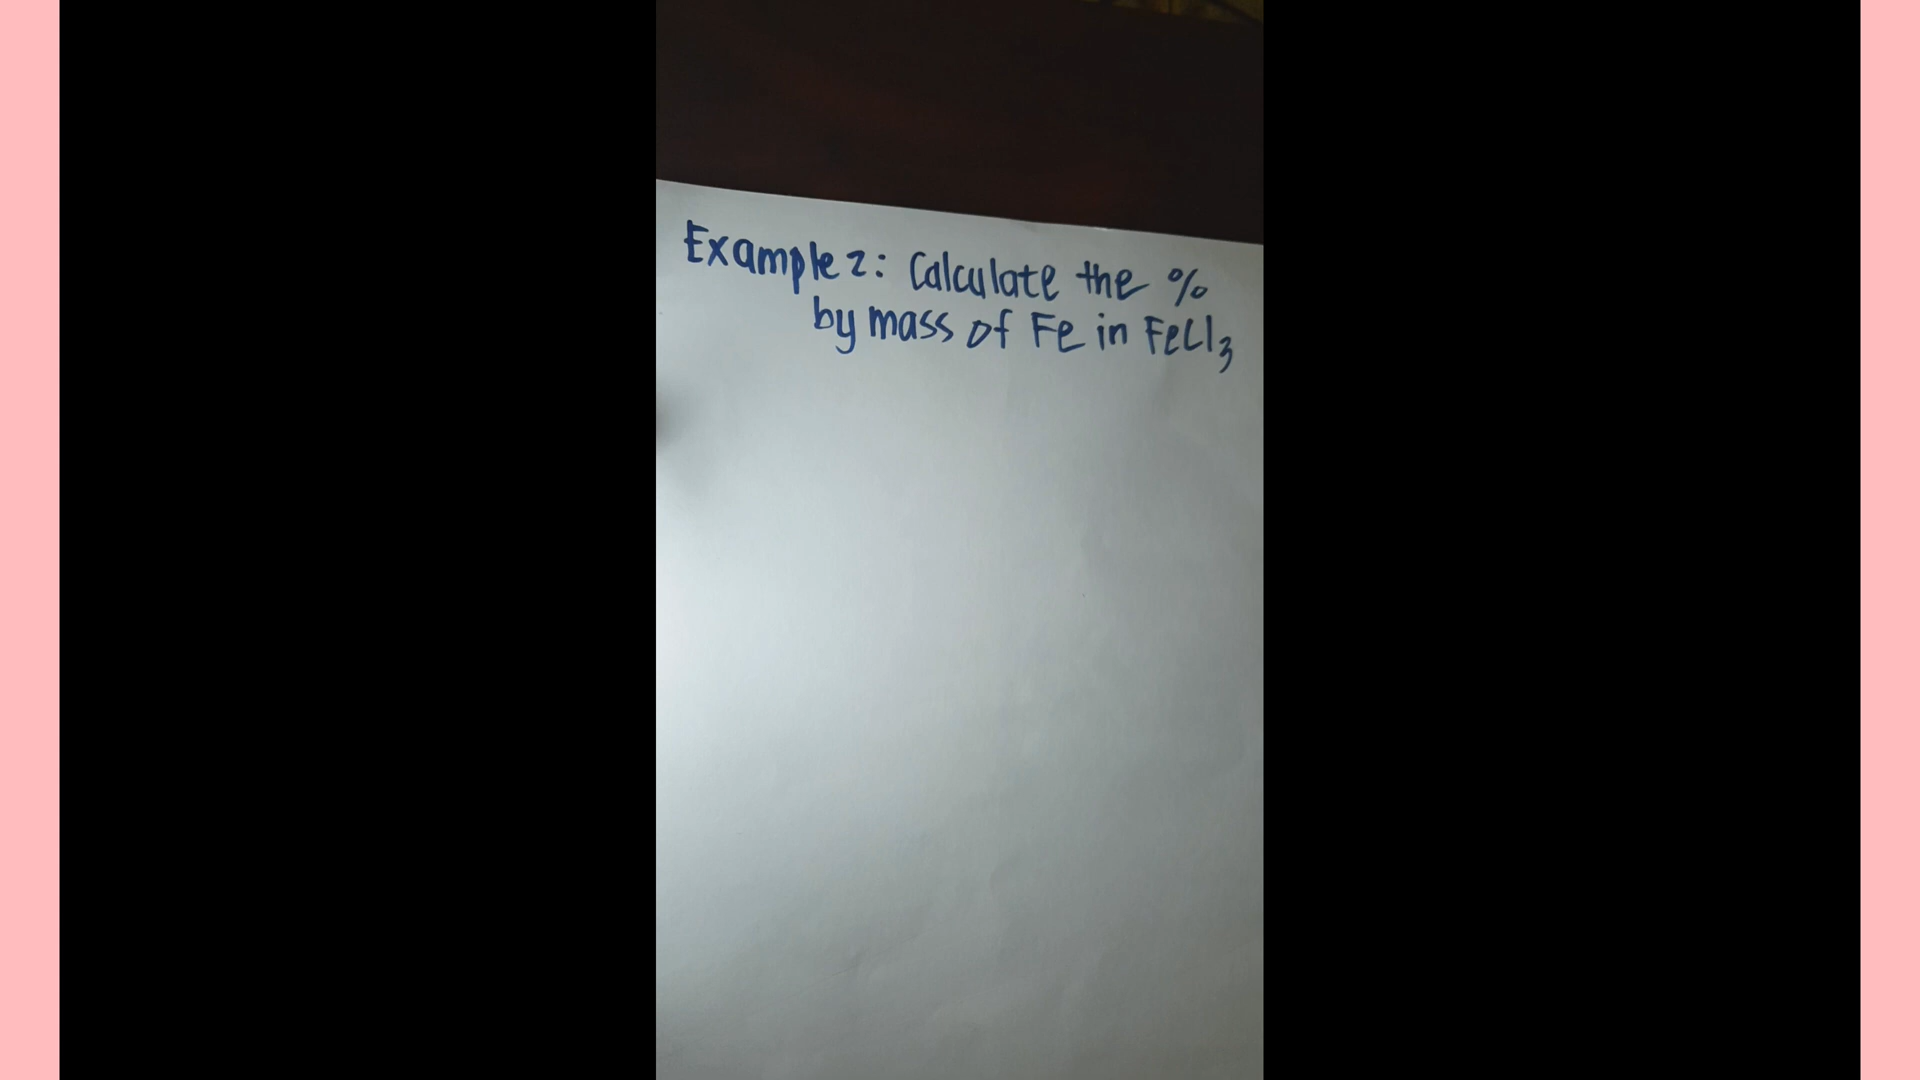 Example 2: Calculate the %
by mass of Fe in FeCl₃